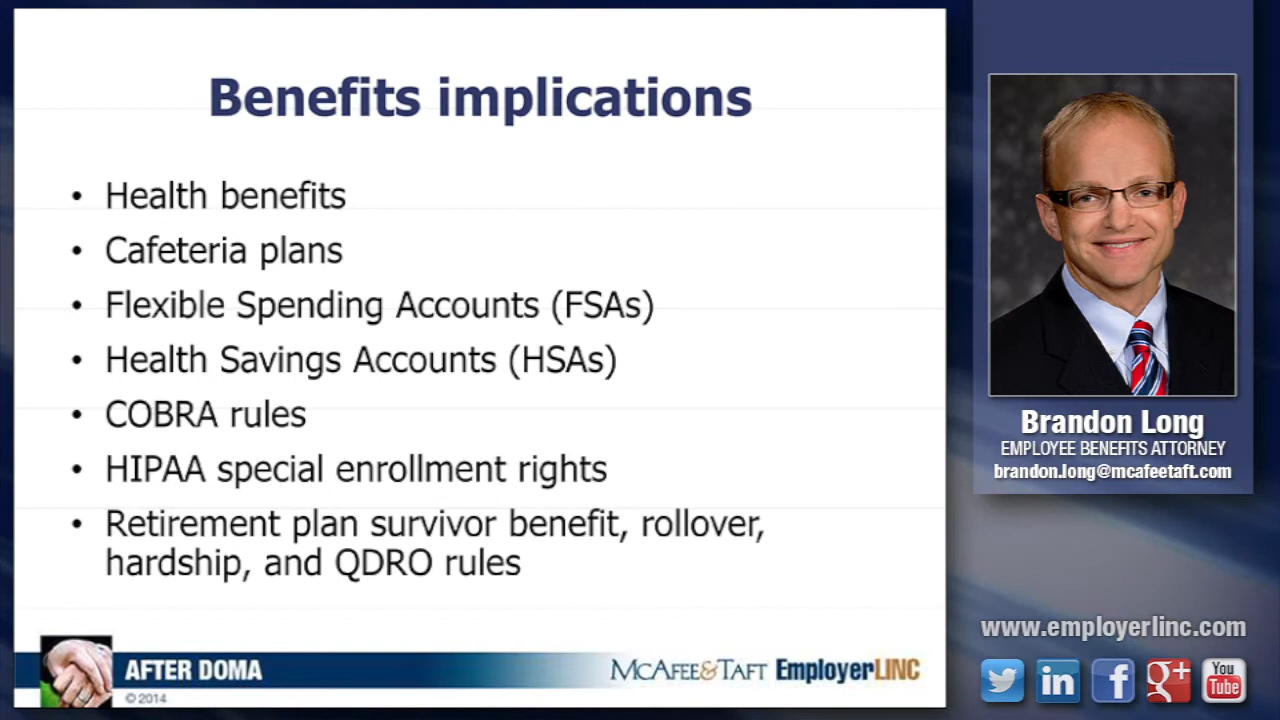 Benefits implications
• Health benefits
• Cafeteria plans
• Flexible Spending Accounts (FSAs)
• Health Savings Accounts (HSAs)
• COBRA rules
• HIPAA special enrollment rights
• Retirement plan survivor benefit, rollover,
hardship, and QDRO rules
AFTER DOMA
MCAFEE&TAFT EmployerLINC
© 2014
Brandon Long
EMPLOYEE BENEFITS ATTORNEY
brandon.long@mcafeetaft.com
www.employerlinc.com
in
f
g+
You
Tube